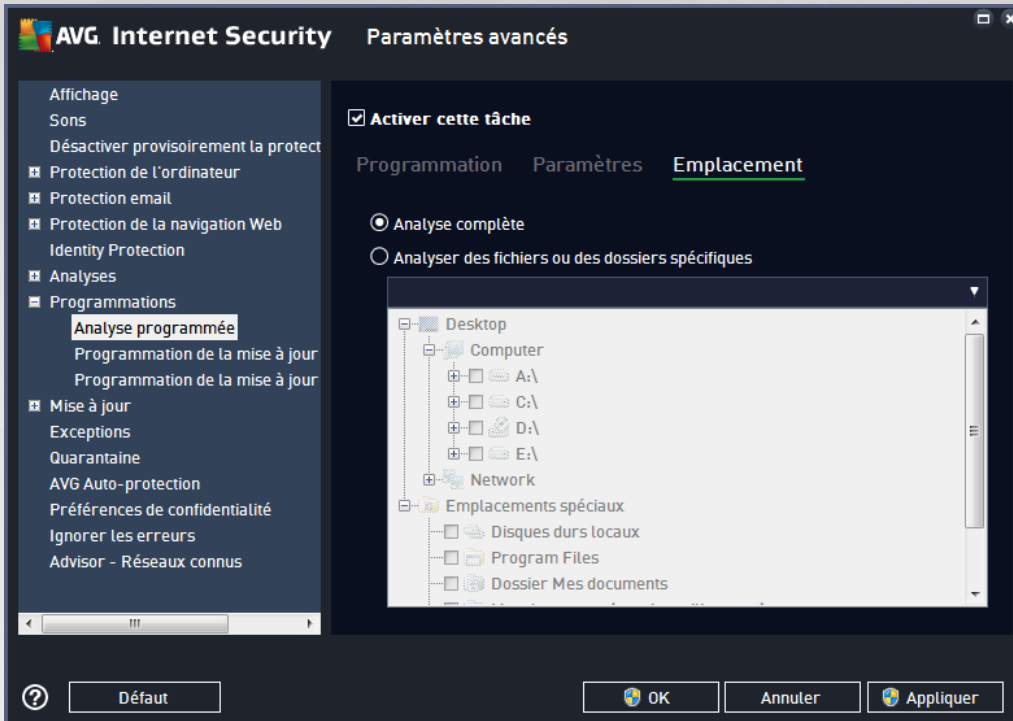 AVG. Internet Security Paramètres avancés
Affichage
Sons
Désactiver provisoirement la protect
Protection de l'ordinateur
Protection email
Protection de la navigation Web
Identity Protection
Analyses
Programmations
Analyse programmée
Programmation de la mise à jour
Programmation de la mise à jour
Mise à jour
Exceptions
Quarantaine
AVG Auto-protection
Préférences de confidentialité
Ignorer les erreurs
Advisor - Réseaux connus
Activer cette tâche
Programmation Paramètres Emplacement
Analyse complète
Analyser des fichiers ou des dossiers spécifiques
Desktop
Computer
A:\
C:\
D:\
E:\
Network
Emplacements spéciaux
Disques durs locaux
Program Files
Dossier Mes documents
Défaut
OK
Annuler
Appliquer